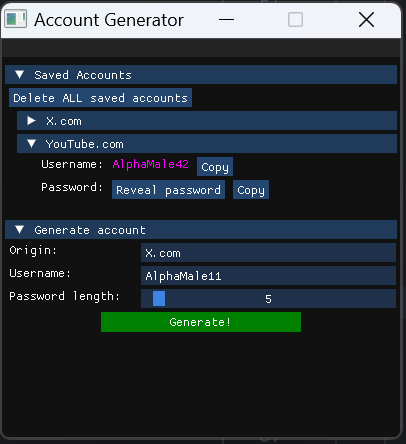 Account Generator
Saved Accounts
Delete ALL saved accounts
X.com
YouTube.com
Username: AlphaMale42 Copy
Password: Reveal password Copy
Generate account
Origin: X.com
Username: AlphaMale11
Password length: 5
Generate!